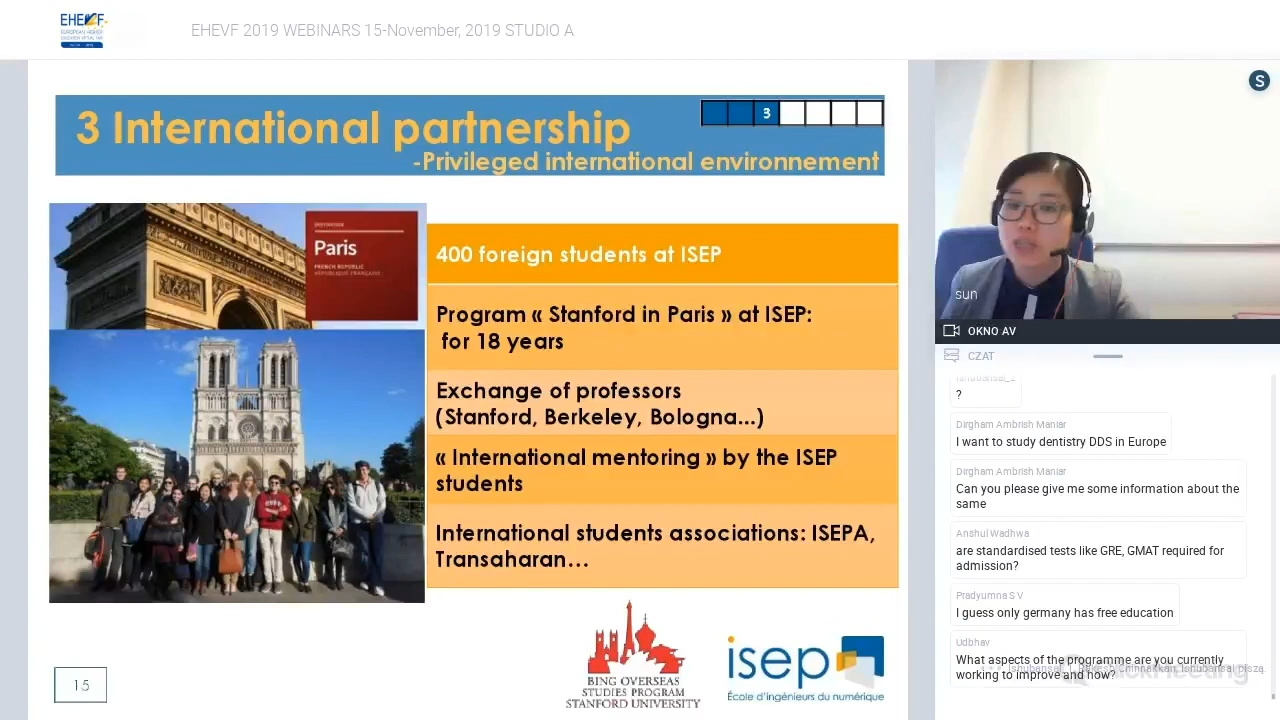 EHEVF
EHEVF 2019 WEBINARS 15-November, 2019 STUDIO A
3 International partnership
3
-Privileged international environnement
Paris
FRENCH REPUBLIC
RÉPUBLIQUE FRANÇAISE
400 foreign students at ISEP
Program « Stanford in Paris » at ISEP:
for 18 years
Exchange of professors
(Stanford, Berkeley, Bologna...)
« International mentoring » by the ISEP
students
International students associations: ISEPA,
Transaharan...
15
BING OVERSEAS
STUDIES PROGRAM
STANFORD UNIVERSITY
isep
École d'ingénieurs du numérique
S
sun
OKNO AV
CZAT
?
Dirgham Ambrish Maniar
I want to study dentistry DDS in Europe
Dirgham Ambrish Maniar
Can you please give me some information about the
same
Anshul Wadhwa
are standardised tests like GRE, GMAT required for
admission?
Pradyumna S V
I guess only germany has free education
Udbhav
What aspects of the programme are you currently
working to improve and how?